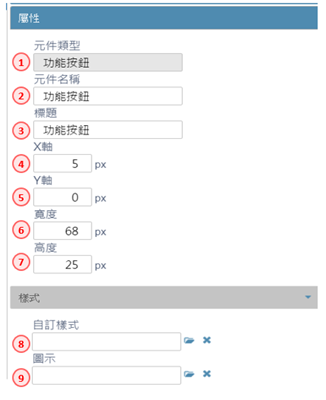 屬性
元件類型
1 功能按鈕
元件名稱
2 功能按鈕
標題
3 功能按鈕
X軸
4 5 px
Y軸
5 0 px
寬度
6 68 px
高度
7 25 px
樣式
自訂樣式
8
圖示
9